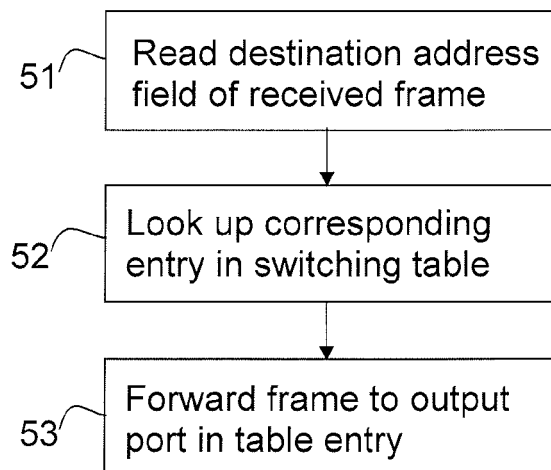 51
Read destination address
field of received frame
52
Look up corresponding
entry in switching table
53
Forward frame to output
port in table entry